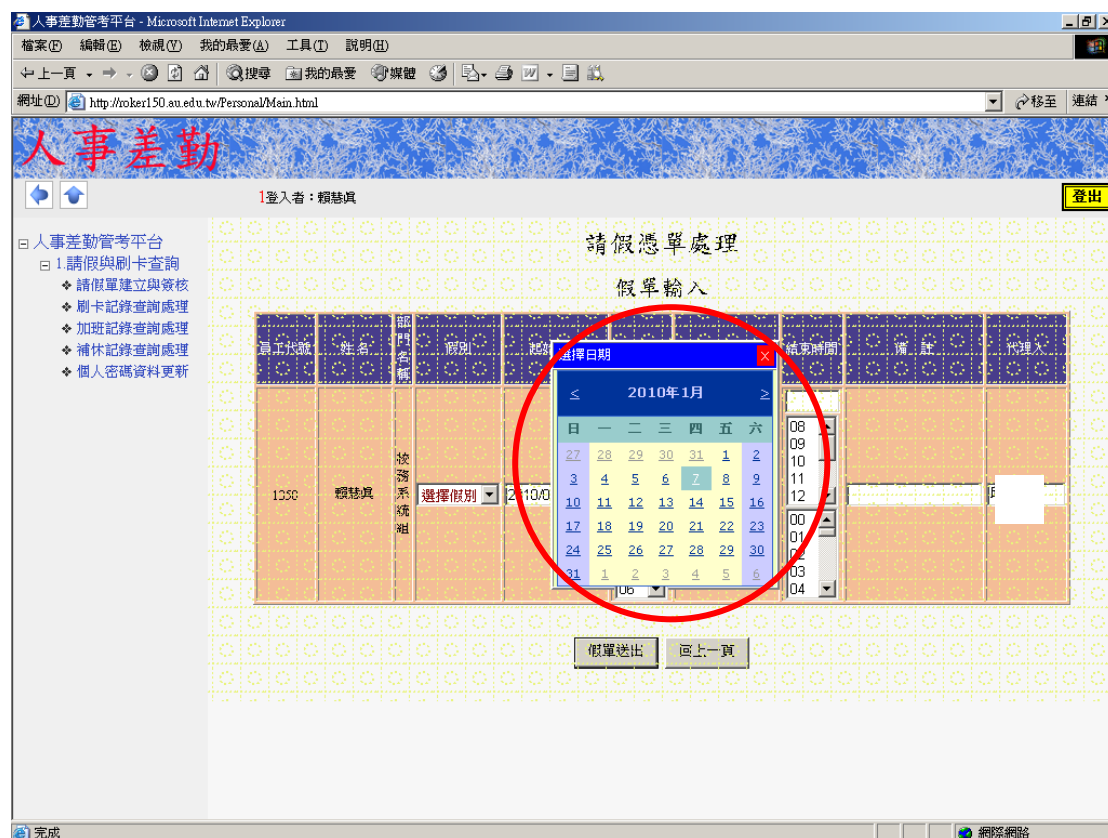 人事差勤管考平台 - Microsoft Internet Explorer
檔案(F) 編輯(E) 檢視(V) 我的最愛(A) 工具(T) 說明(H)
上一頁 搜尋 我的最愛 媒體
網址(D) http://roker150.au.edu.tw/Personal/Main.html 移至 連結
人事差勤
1登入者：賴慧真 登出
人事差勤管考平台
1.請假與刷卡查詢
請假單建立與簽核
刷卡記錄查詢處理
加班記錄查詢處理
補休記錄查詢處理
個人密碼資料更新
請假憑單處理
假單輸入
員工代號 姓名 部門名稱 假別 結束時間 備註 代理人
選擇日期
< 2010年1月 >
日 一 二 三 四 五 六
27 28 29 30 31 1 2
3 4 5 6 7 8 9
10 11 12 13 14 15 16
17 18 19 20 21 22 23
24 25 26 27 28 29 30
31 1 2 3 4 5 6
賴慧真 校務系統組 選擇假別
08
09
10
11
12
00
01
02
03
04
06
假單送出 回上一頁
完成 網際網路